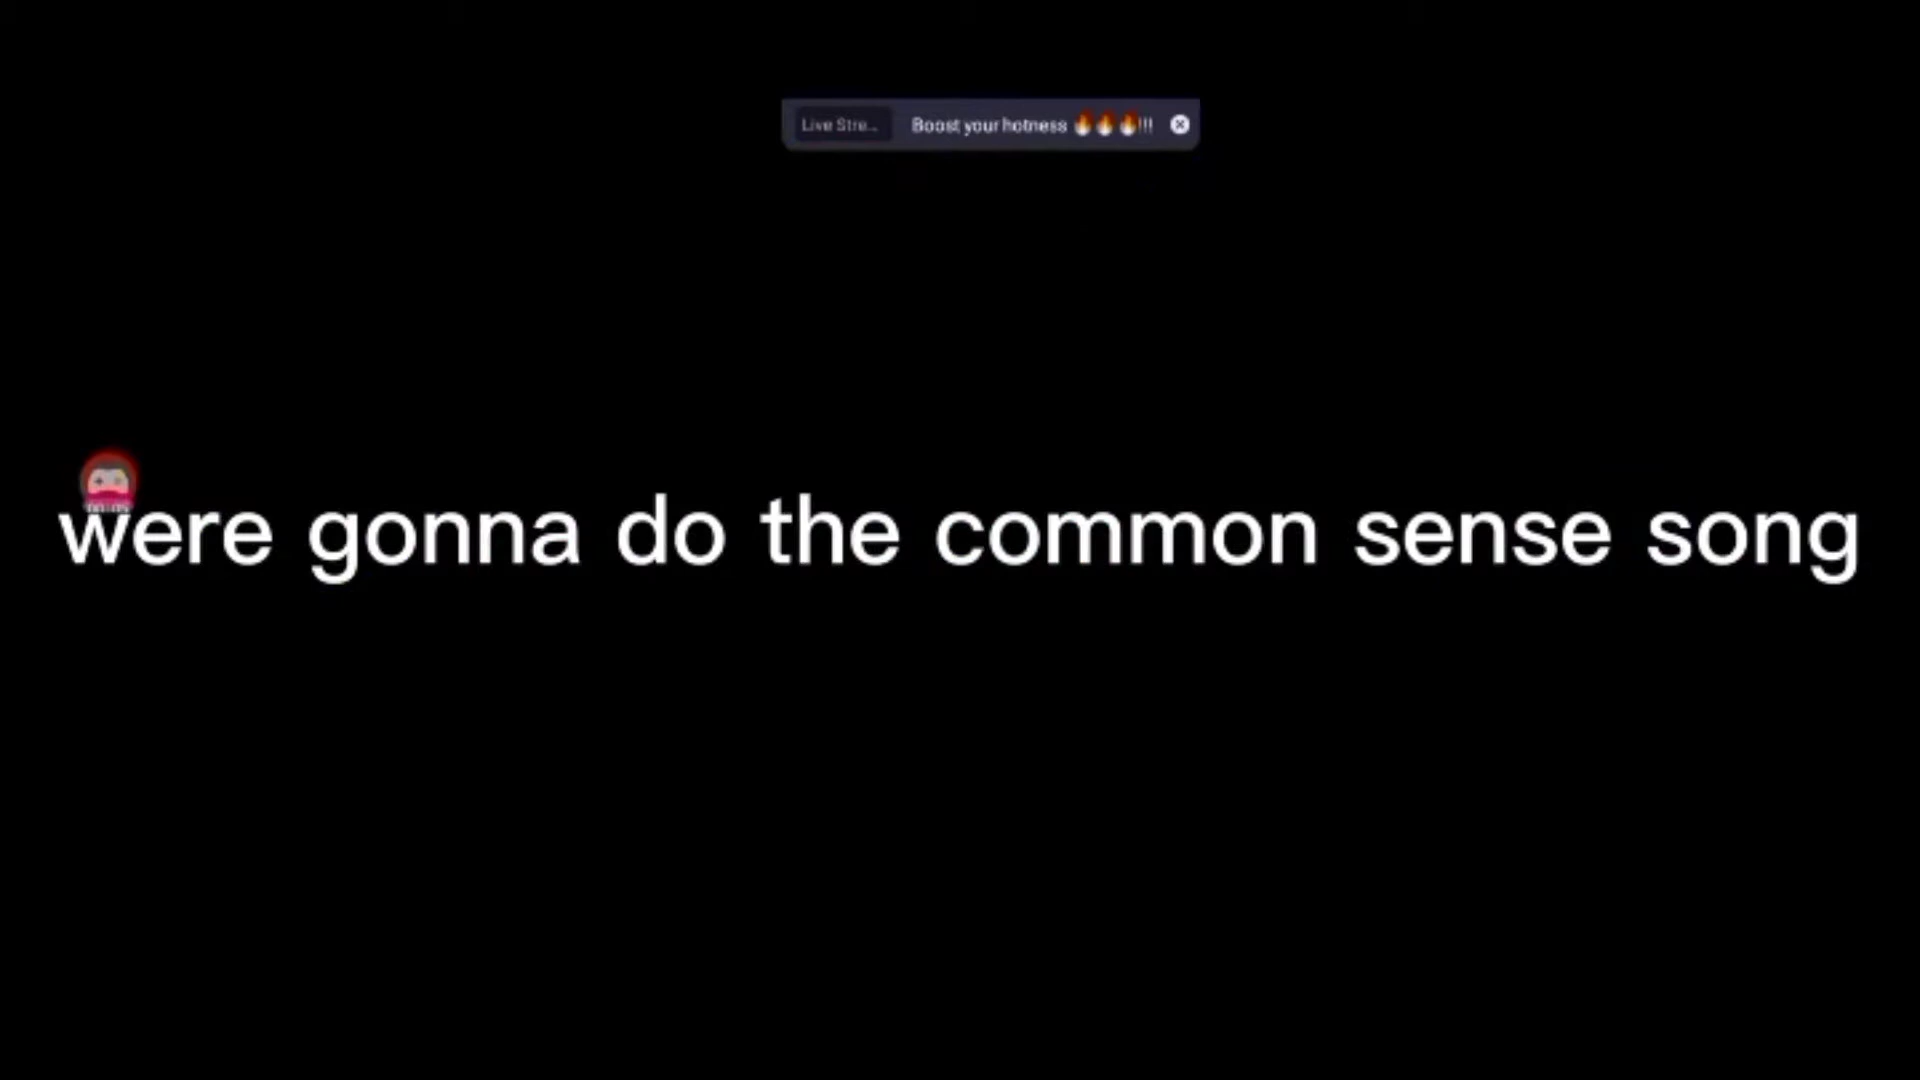 Live Stre...
Boost your hotness 🔥🔥🔥!!!
were gonna do the common sense song